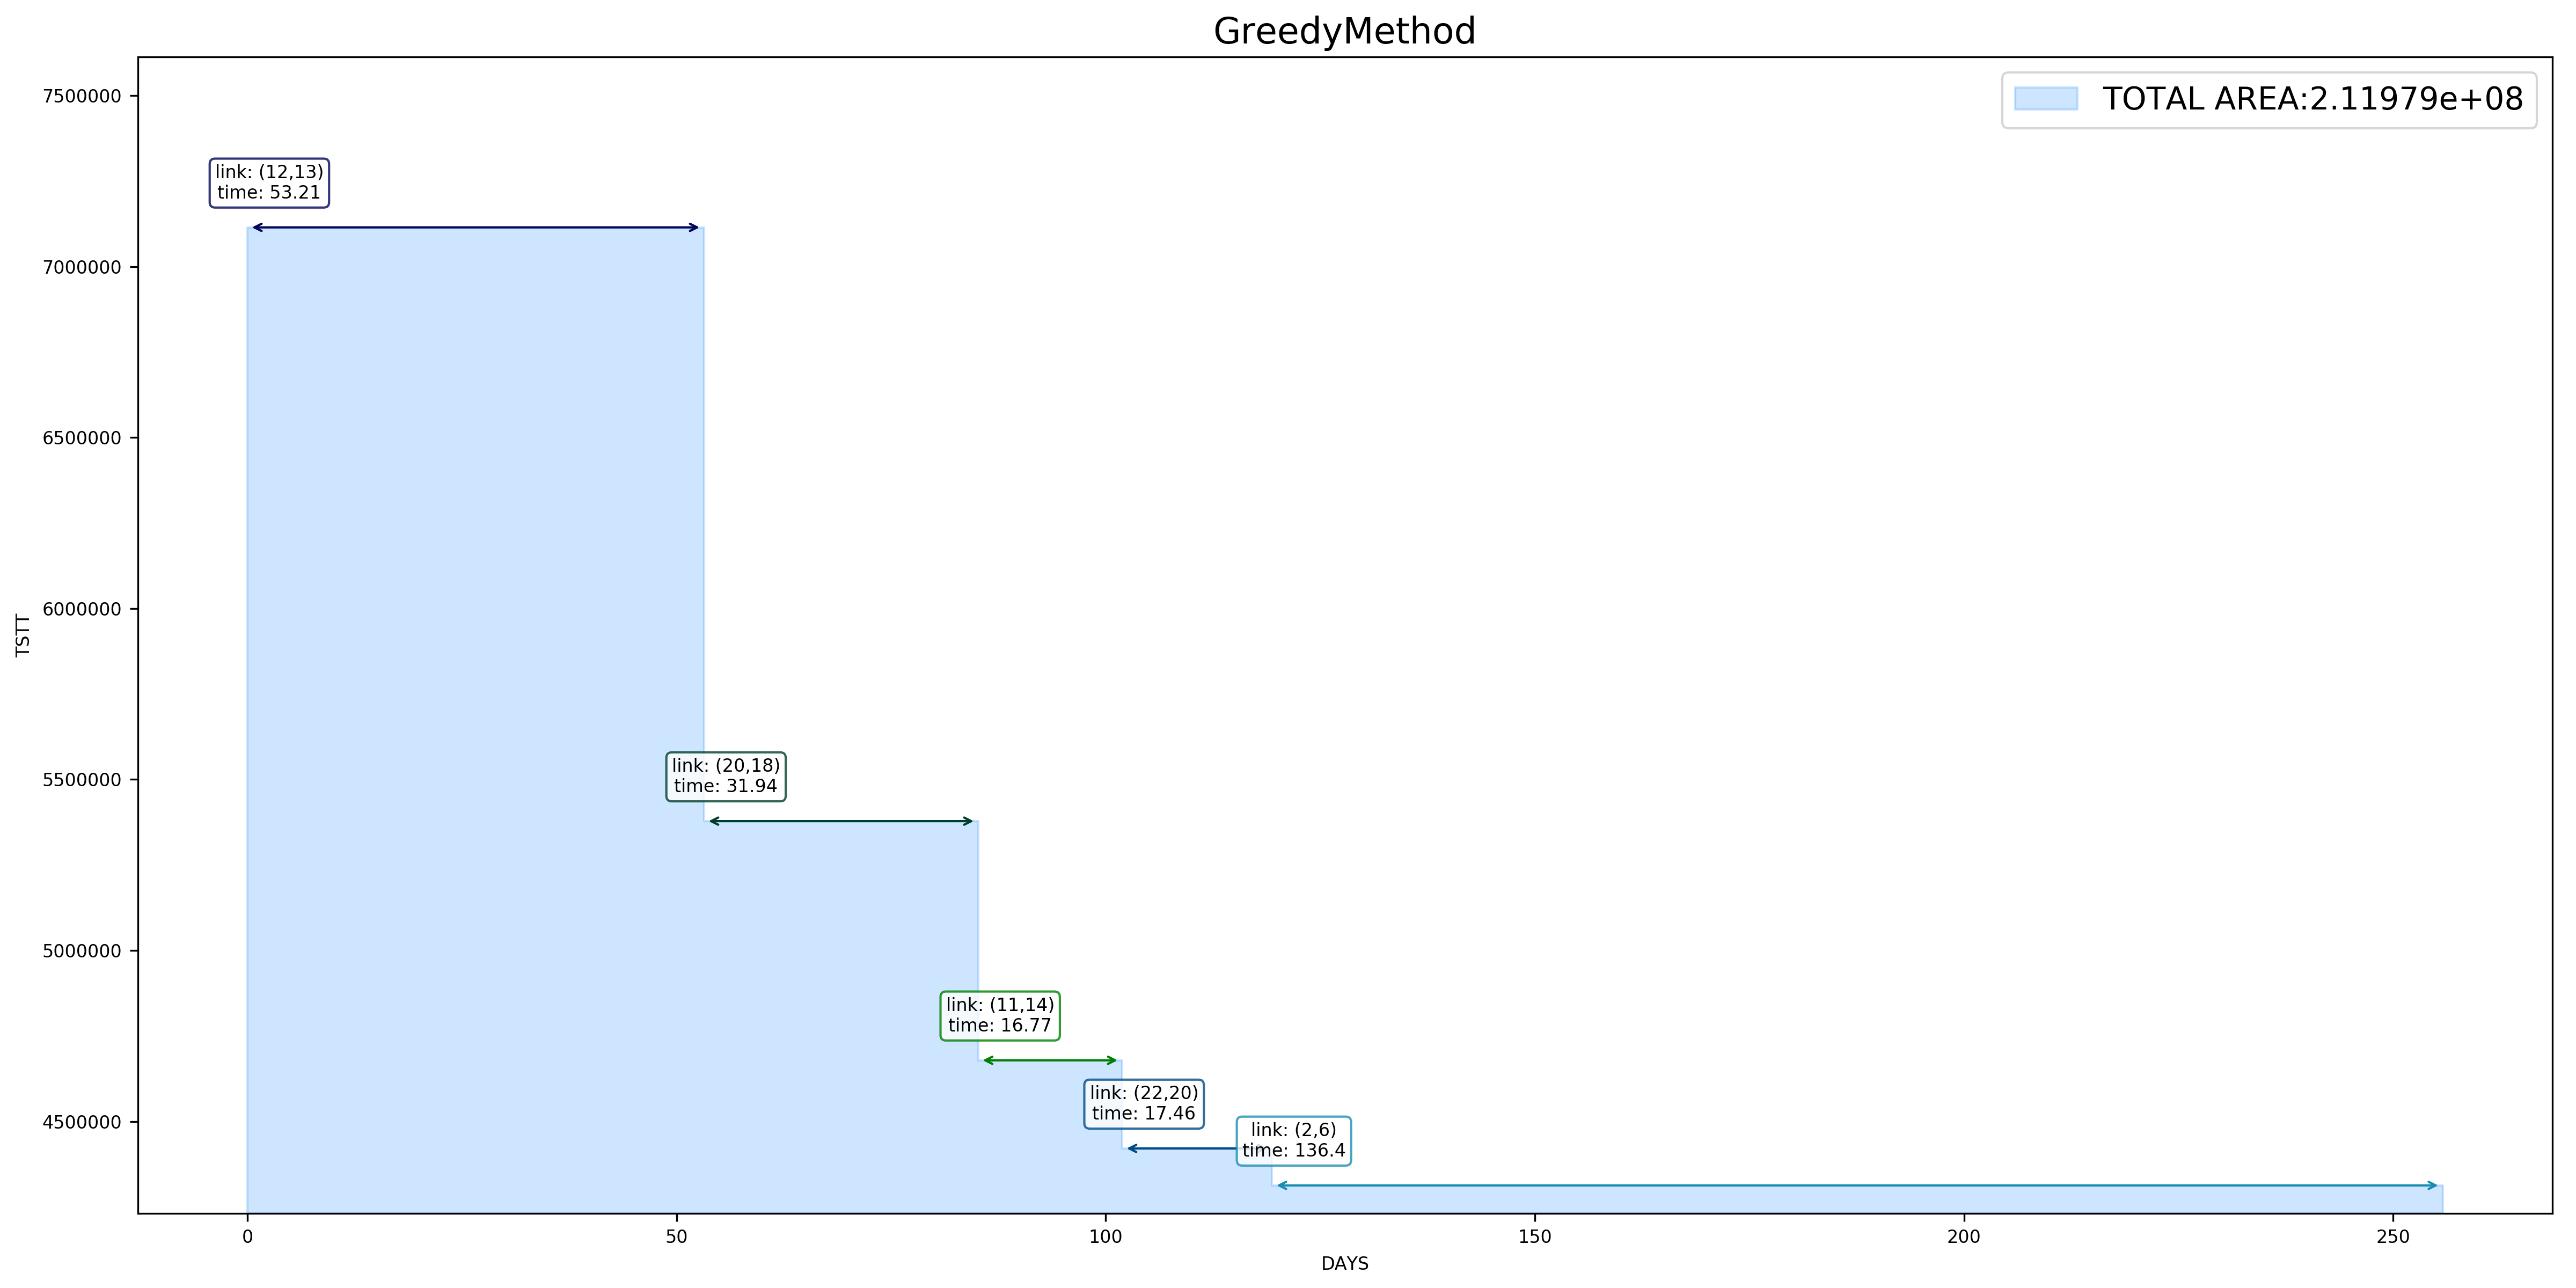 GreedyMethod
TOTAL AREA:2.11979e+08
7500000
7000000
6500000
6000000
5500000
5000000
4500000
TSTT
link: (12,13)
time: 53.21
link: (20,18)
time: 31.94
link: (11,14)
time: 16.77
link: (22,20)
time: 17.46
link: (2,6)
time: 136.4
0
50
100
150
200
250
DAYS